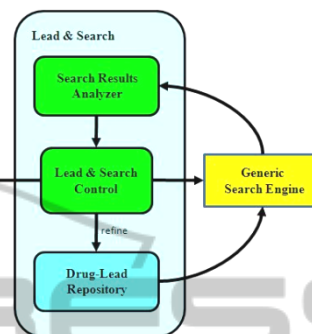 Lead & Search
Search Results
Analyzer
Lead & Search
Control
Generic
Search Engine
refine
Drug-Lead
Repository